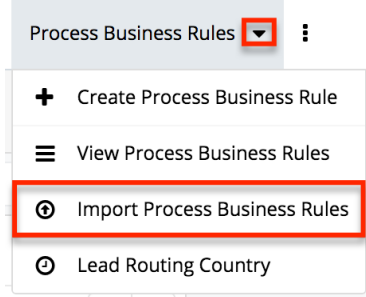 Process Business Rules
Create Process Business Rule
View Process Business Rules
Import Process Business Rules
Lead Routing Country